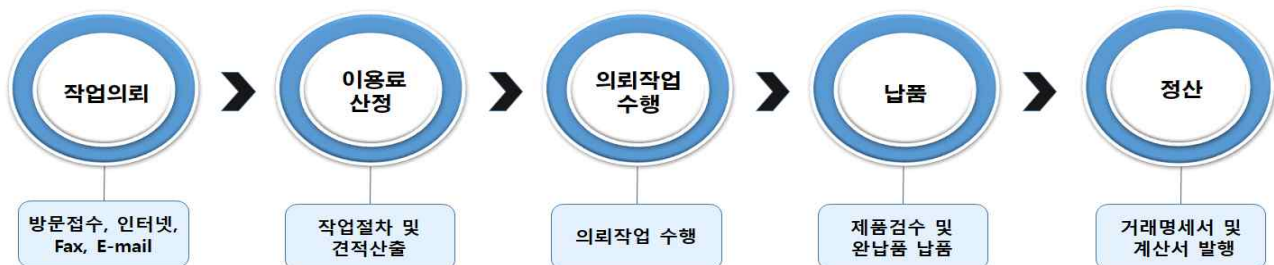 작업의뢰
이용료
산정
의뢰작업
수행
납품
정산
방문접수, 인터넷,
Fax, E-mail
작업절차 및
견적산출
의뢰작업 수행
제품검수 및
완납품 납품
거래명세서 및
계산서 발행